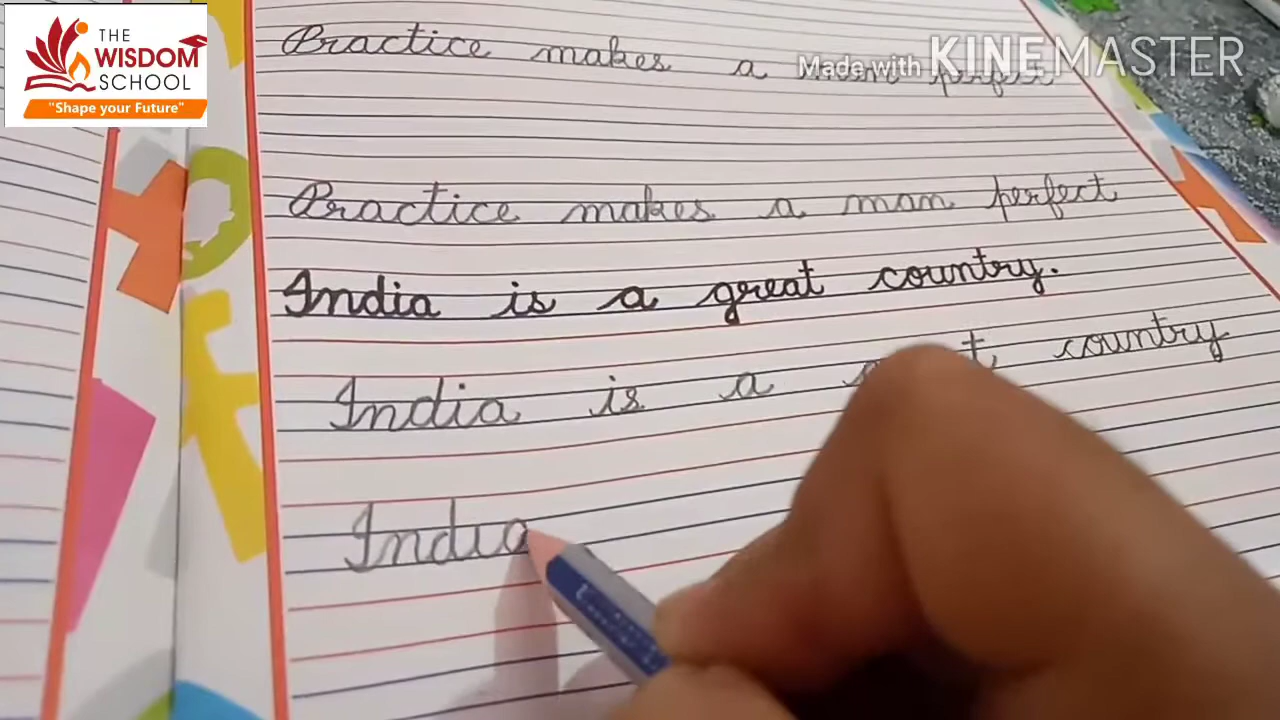 THE
WISDOM
SCHOOL
"Shape your Future"
Made with KINEMASTER
Practice makes a perfect
Practice makes a man perfect
India is a great country.
India is a country
India